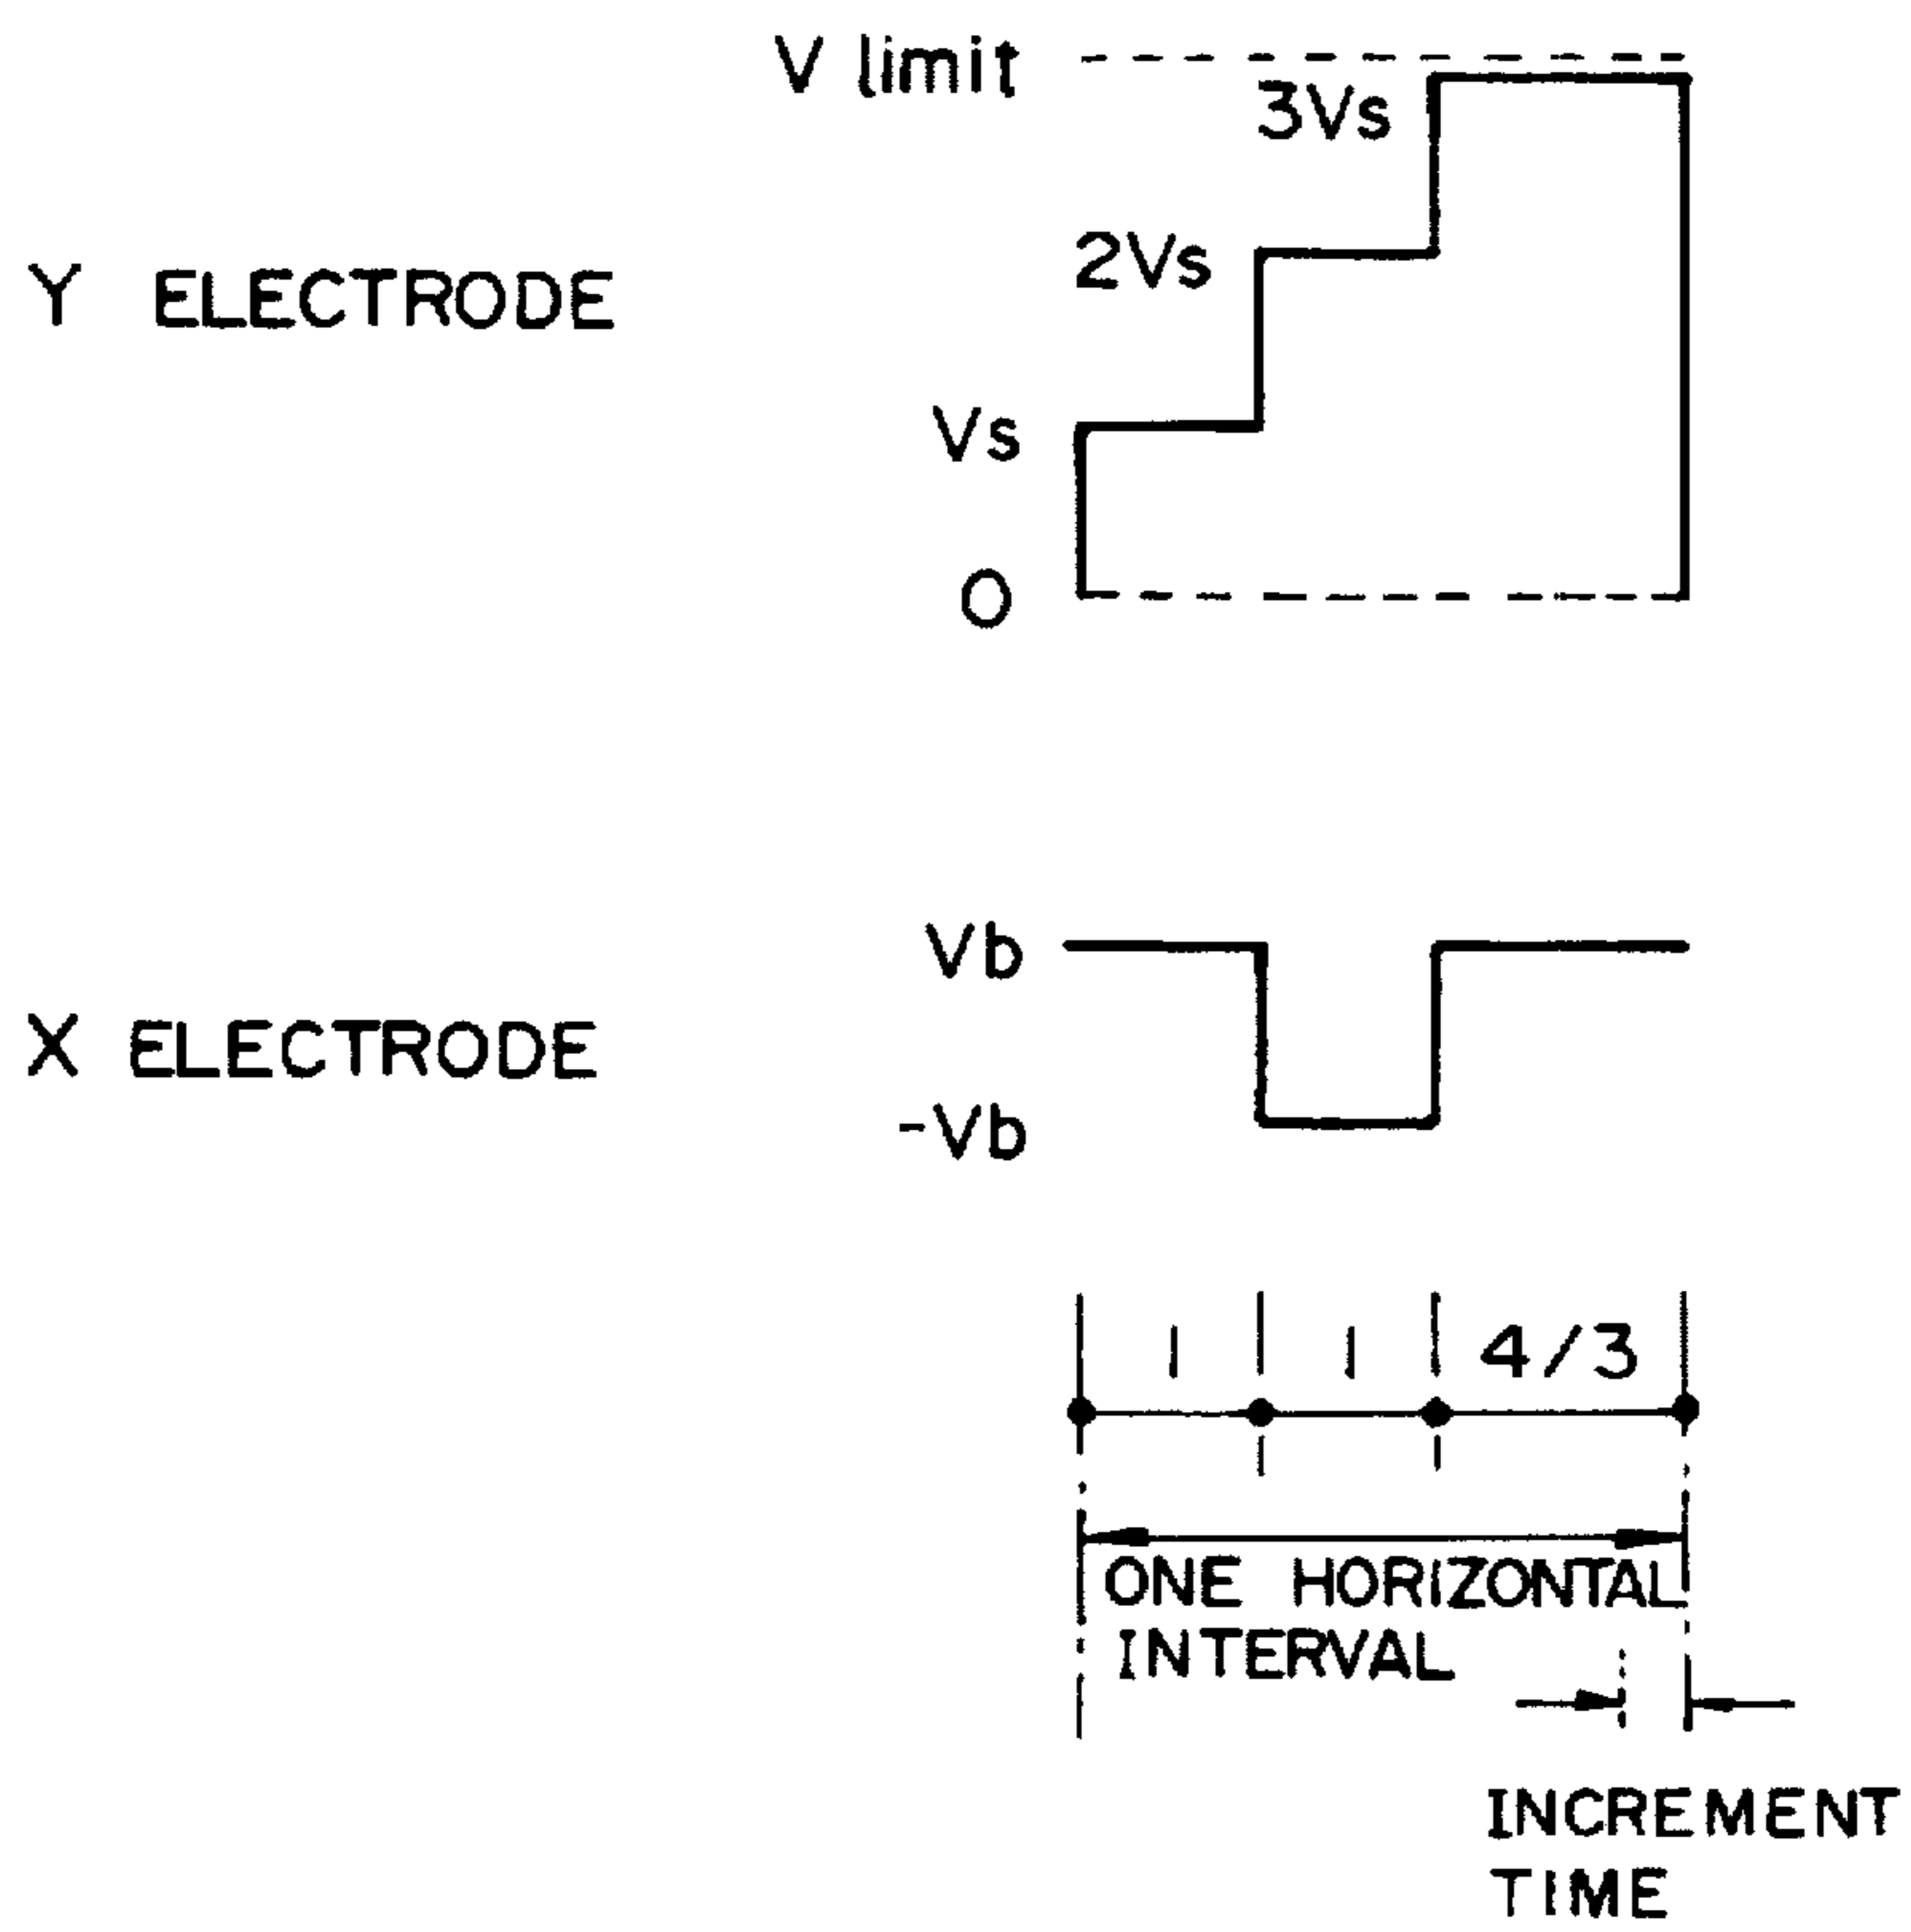 V limit
3Vs
2Vs
Y ELECTRODE
Vs
0
Vb
X ELECTRODE
-Vb
1 1 4/3
ONE HORIZONTAL
INTERVAL
INCREMENT
TIME